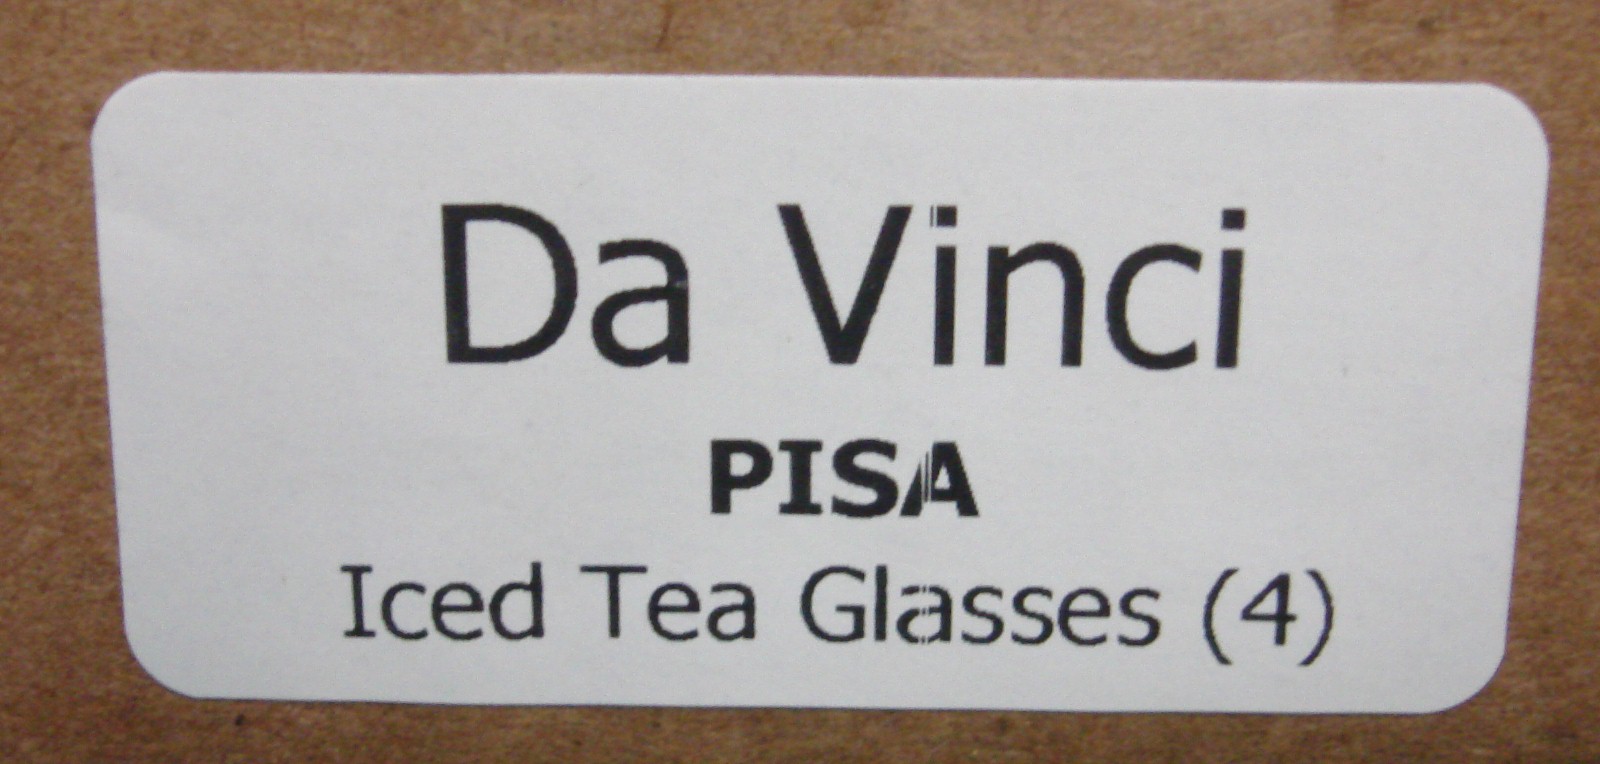 Da Vinci
PISA
Iced Tea Glasses (4)